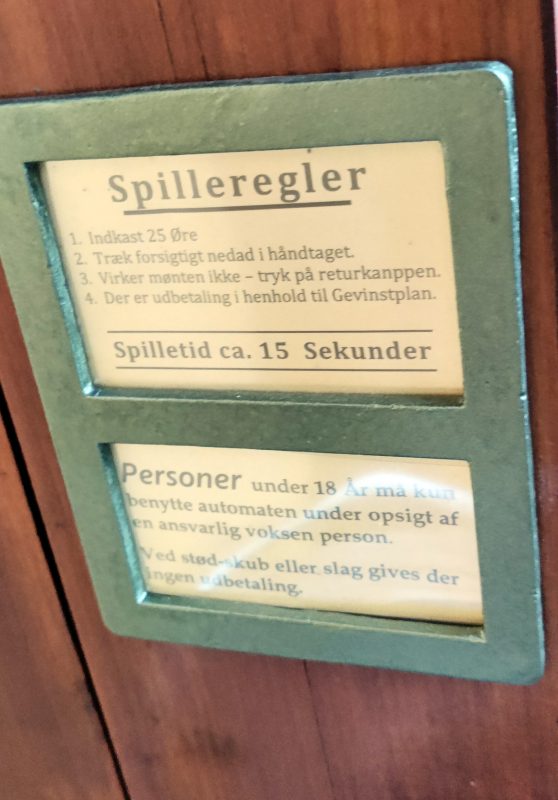 Spilleregler
1. Indkast 25 Øre
2. Træk forsigtigt nedad i håndtaget.
3. Virker mønten ikke – tryk på returkanppen.
4. Der er udbetaling i henhold til Gevinstplan.
Spilletid ca. 15 Sekunder
Personer under 18 År må kun
benytte automaten under opsigt af
en ansvarlig voksen person.
Ved stød-skub eller slag gives der
ingen udbetaling.